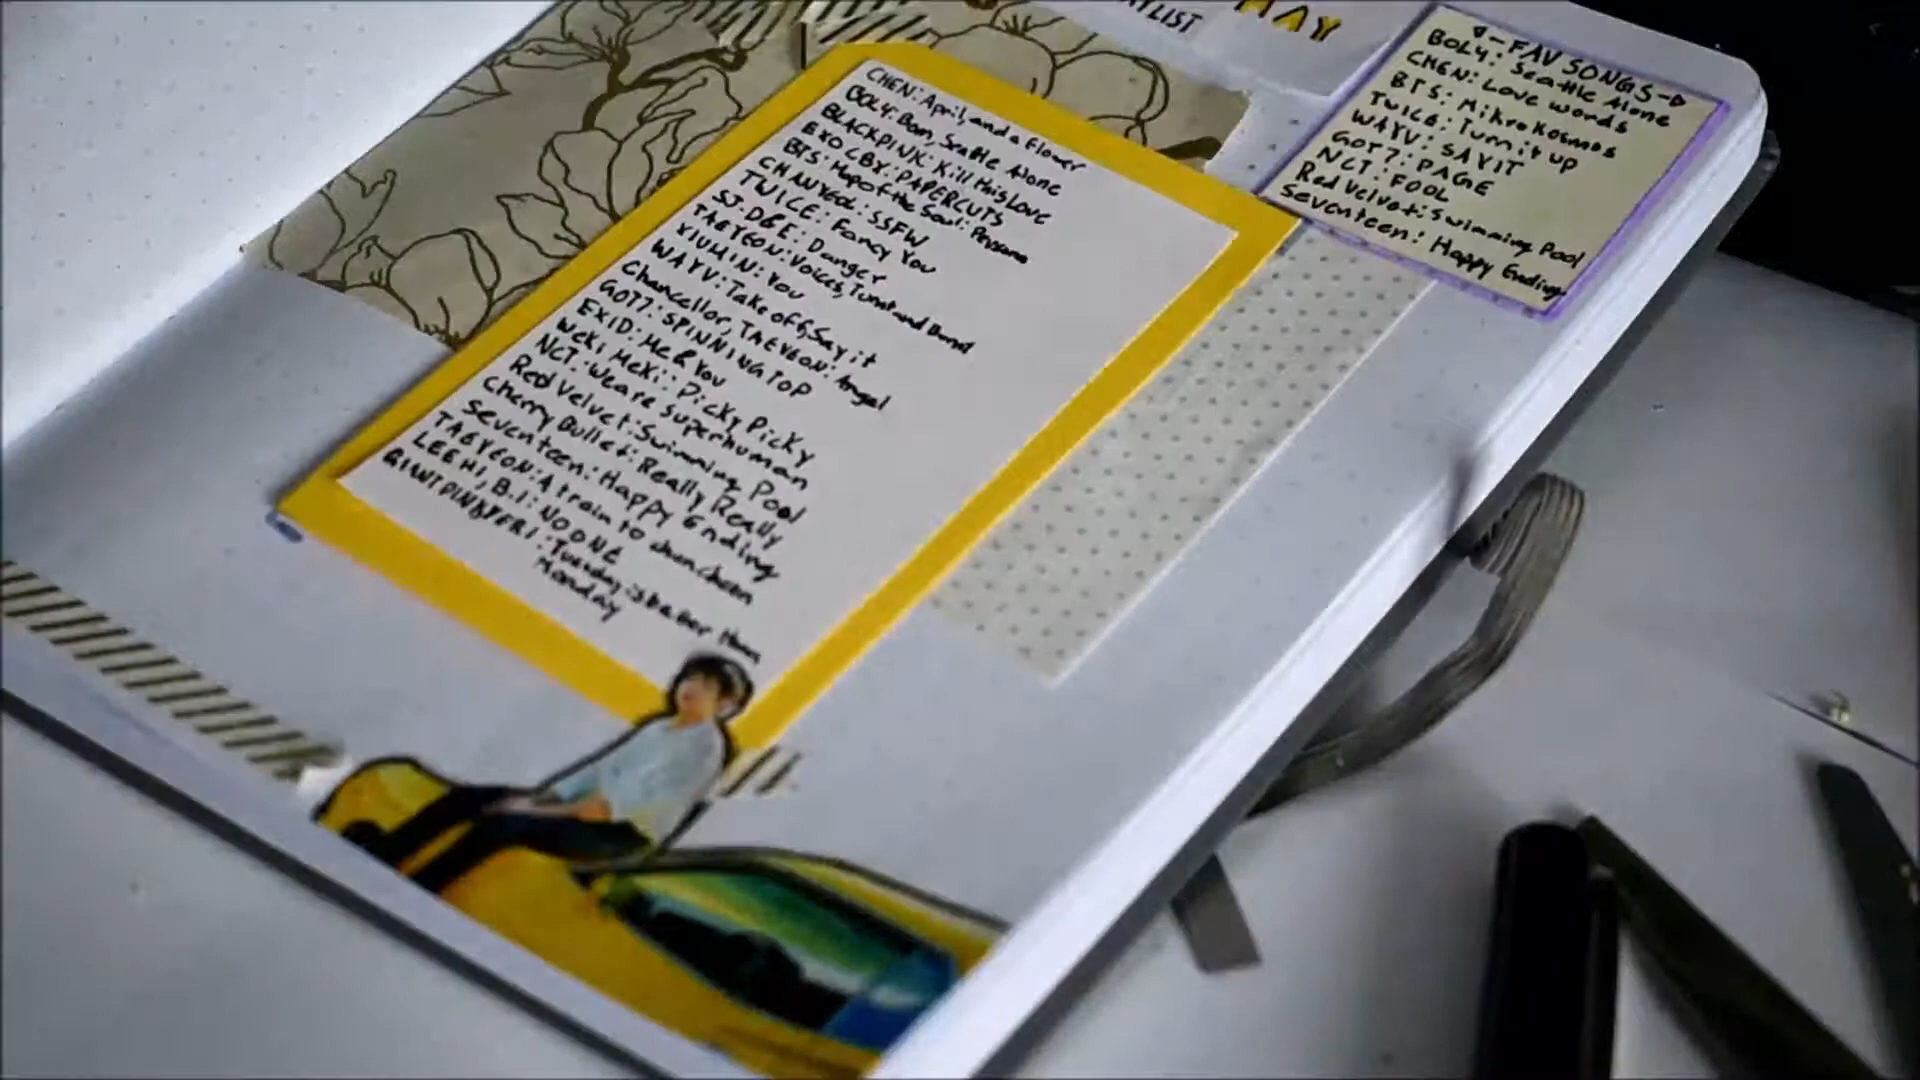 MAY
CHEN: April, and a flower
BOL4: Bom, Seattle Alone
BLACKPINK: Kill this Love
EXO CBX: PAPERCUTS
BTS: Map of the Soul: Persona
CHANYEOL: SSFW
TWICE: Fancy You
SJ: D&E: Danger
TAEYEON: Voices,
XIUMIN: You
WAYV: Take off, Say it
Chancellor, TAEYEON: Angel
GOT7: SPINNING TOP
EXID: Me & You
Weki Meki: Picky Picky
NCT: We are superhuman
Red Velvet: Swimming Pool
Cherry Bullet: Really Really
Seventeen: Happy Ending
TAEYEON: A train to chuncheon
LEEHI, B.I: NO ONE
: Tuesday is better than
Monday
FAV SONGS
BOL4: Seattle Alone
CHEN: Love words
BTS: Mikrokosmos
TWICE: Turn it up
WAYV: SAY IT
GOT7: PAGE
NCT: FOOL
Red Velvet: Swimming Pool
Seventeen: Happy Ending